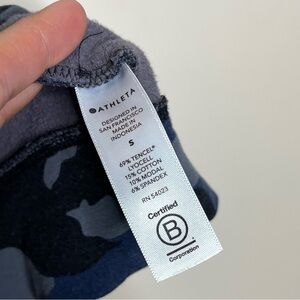 ATHLETA
DESIGNED IN
SAN FRANCISCO
MADE IN
INDONESIA
S
69% TENCEL®
LYOCELL
15% COTTON
10% MODAL
6% SPANDEX
RN 54023
Certified
B
Corporation